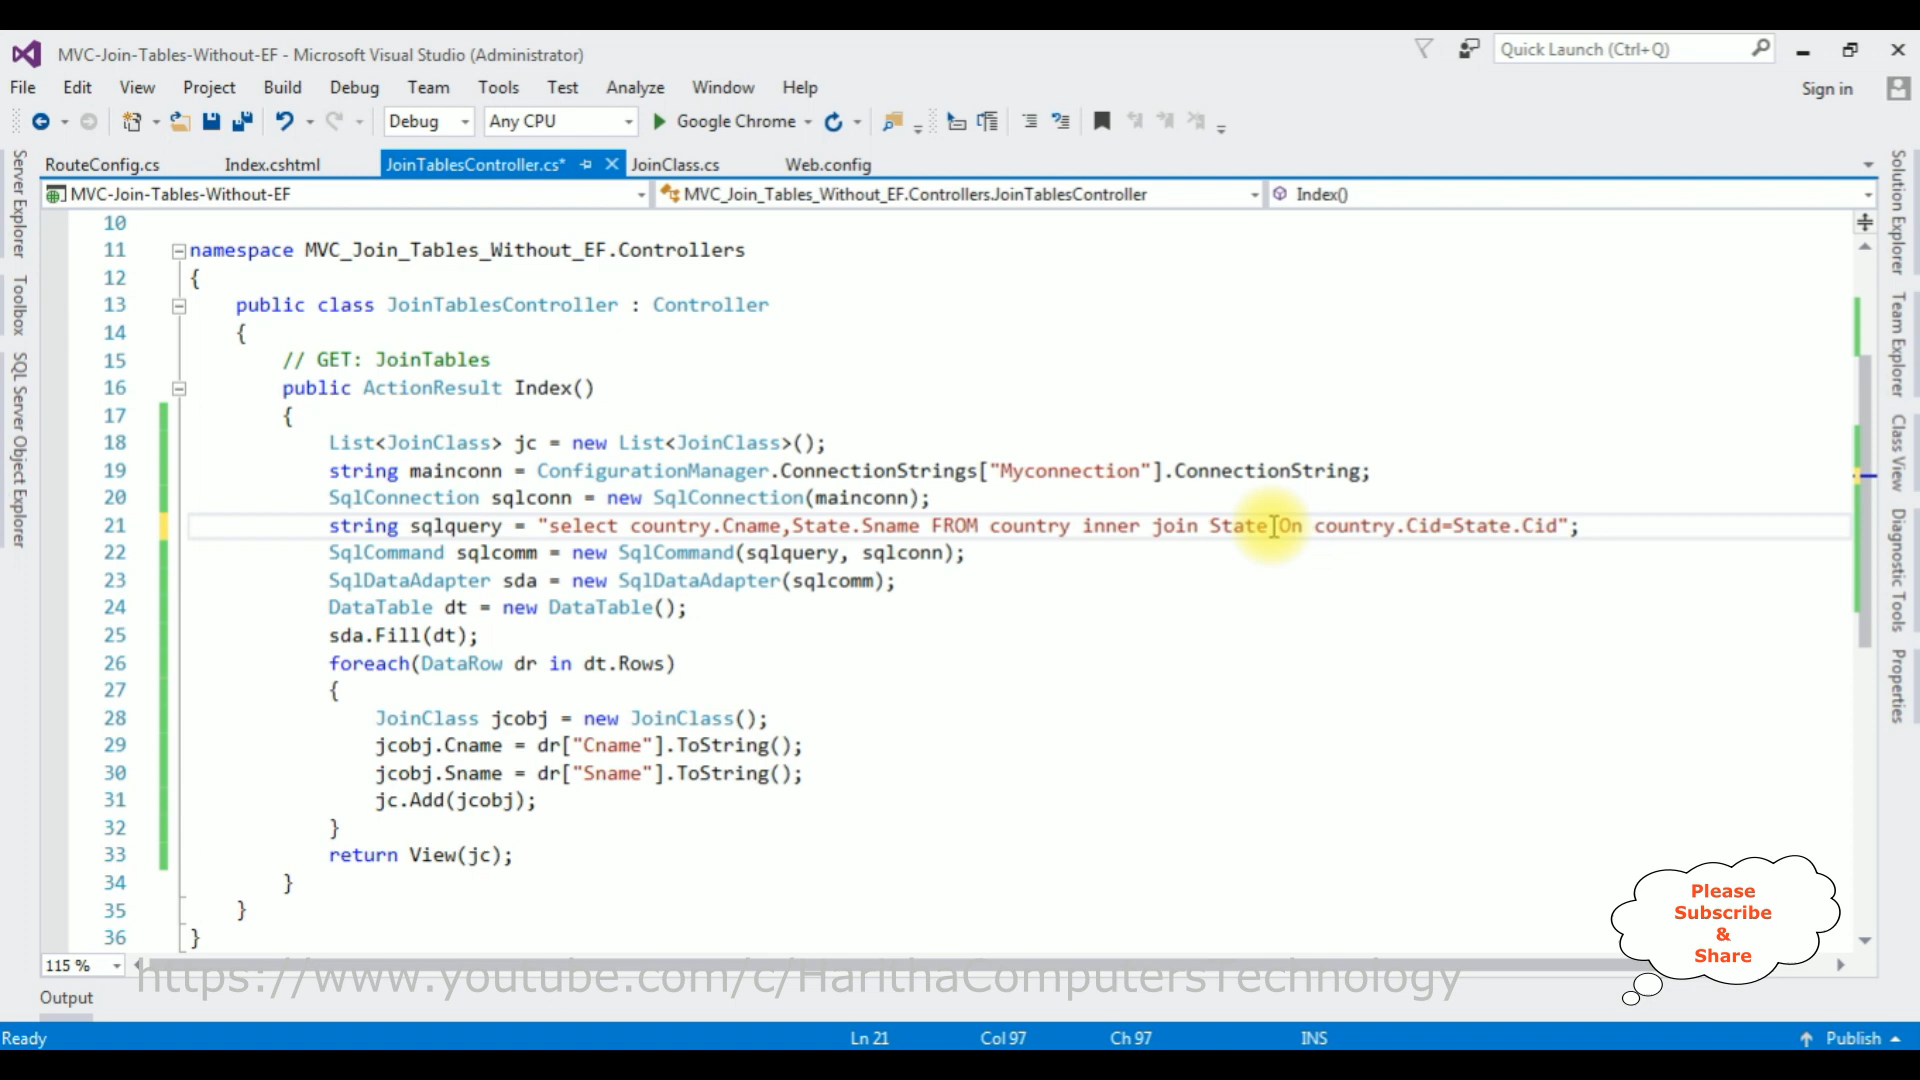 MVC-Join-Tables-Without-EF - Microsoft Visual Studio (Administrator)
Quick Launch (Ctrl+Q)
File Edit View Project Build Debug Team Tools Test Analyze Window Help
Sign in
Debug Any CPU Google Chrome
RouteConfig.cs Index.cshtml JoinTablesController.cs* JoinClass.cs Web.config
MVC-Join-Tables-Without-EF MVC_Join_Tables_Without_EF.Controllers.JoinTablesController Index()
Server Explorer
Toolbox
SQL Server Object Explorer
10
11 namespace MVC_Join_Tables_Without_EF.Controllers
12 {
13 public class JoinTablesController : Controller
14 {
15 // GET: JoinTables
16 public ActionResult Index()
17 {
18 List<JoinClass> jc = new List<JoinClass>();
19 string mainconn = ConfigurationManager.ConnectionStrings["Myconnection"].ConnectionString;
20 SqlConnection sqlconn = new SqlConnection(mainconn);
21 string sqlquery = "select country.Cname,State.Sname FROM country inner join State On country.Cid=State.Cid";
22 SqlCommand sqlcomm = new SqlCommand(sqlquery, sqlconn);
23 SqlDataAdapter sda = new SqlDataAdapter(sqlcomm);
24 DataTable dt = new DataTable();
25 sda.Fill(dt);
26 foreach(DataRow dr in dt.Rows)
27 {
28 JoinClass jcobj = new JoinClass();
29 jcobj.Cname = dr["Cname"].ToString();
30 jcobj.Sname = dr["Sname"].ToString();
31 jc.Add(jcobj);
32 }
33 return View(jc);
34 }
35 }
36 }
Solution Explorer
Team Explorer
Class View
Diagnostic Tools
Properties
Please
Subscribe
&
Share
115 %
https://www.youtube.com/c/HarithaComputersTechnology
Output
Ready Ln 21 Col 97 Ch 97 INS Publish